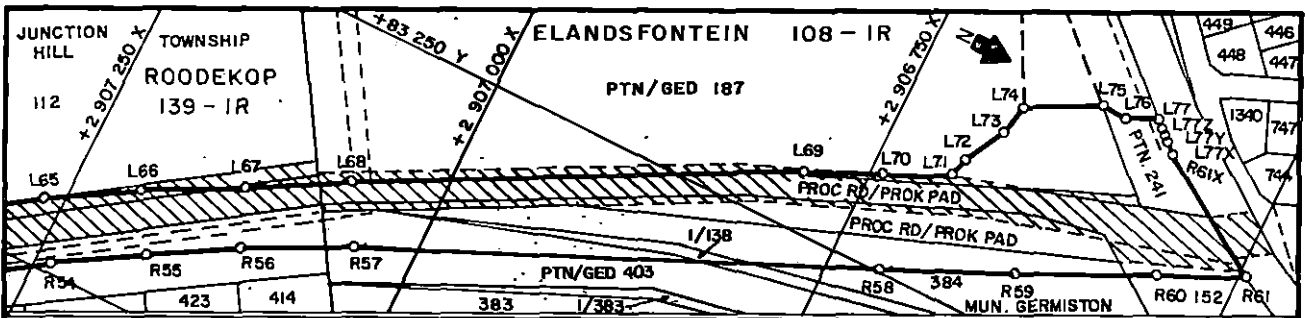 JUNCTION
HILL
112
+ 2 907 250 X
TOWNSHIP
ROODEKOP
139 - IR
+83 250 Y
+ 2 907 000 X
ELANDSFONTEIN 108 - IR
PTN/GED 187
+ 2 906 750 X
N
449
446
448
447
1340
747
744
L65
L66
L67
L68
L69
L70
L71
L72
L73
L74
L75
L76
L77
L77Z
L77Y
L77X
R61X
PTN. 241
PROC RD/PROK PAD
PROC RD/PROK PAD
R54
R55
R56
R57
1/138
PTN/GED 403
R58
384
R59
R60
152
R61
423
414
383
1/383
MUN. GERMISTON